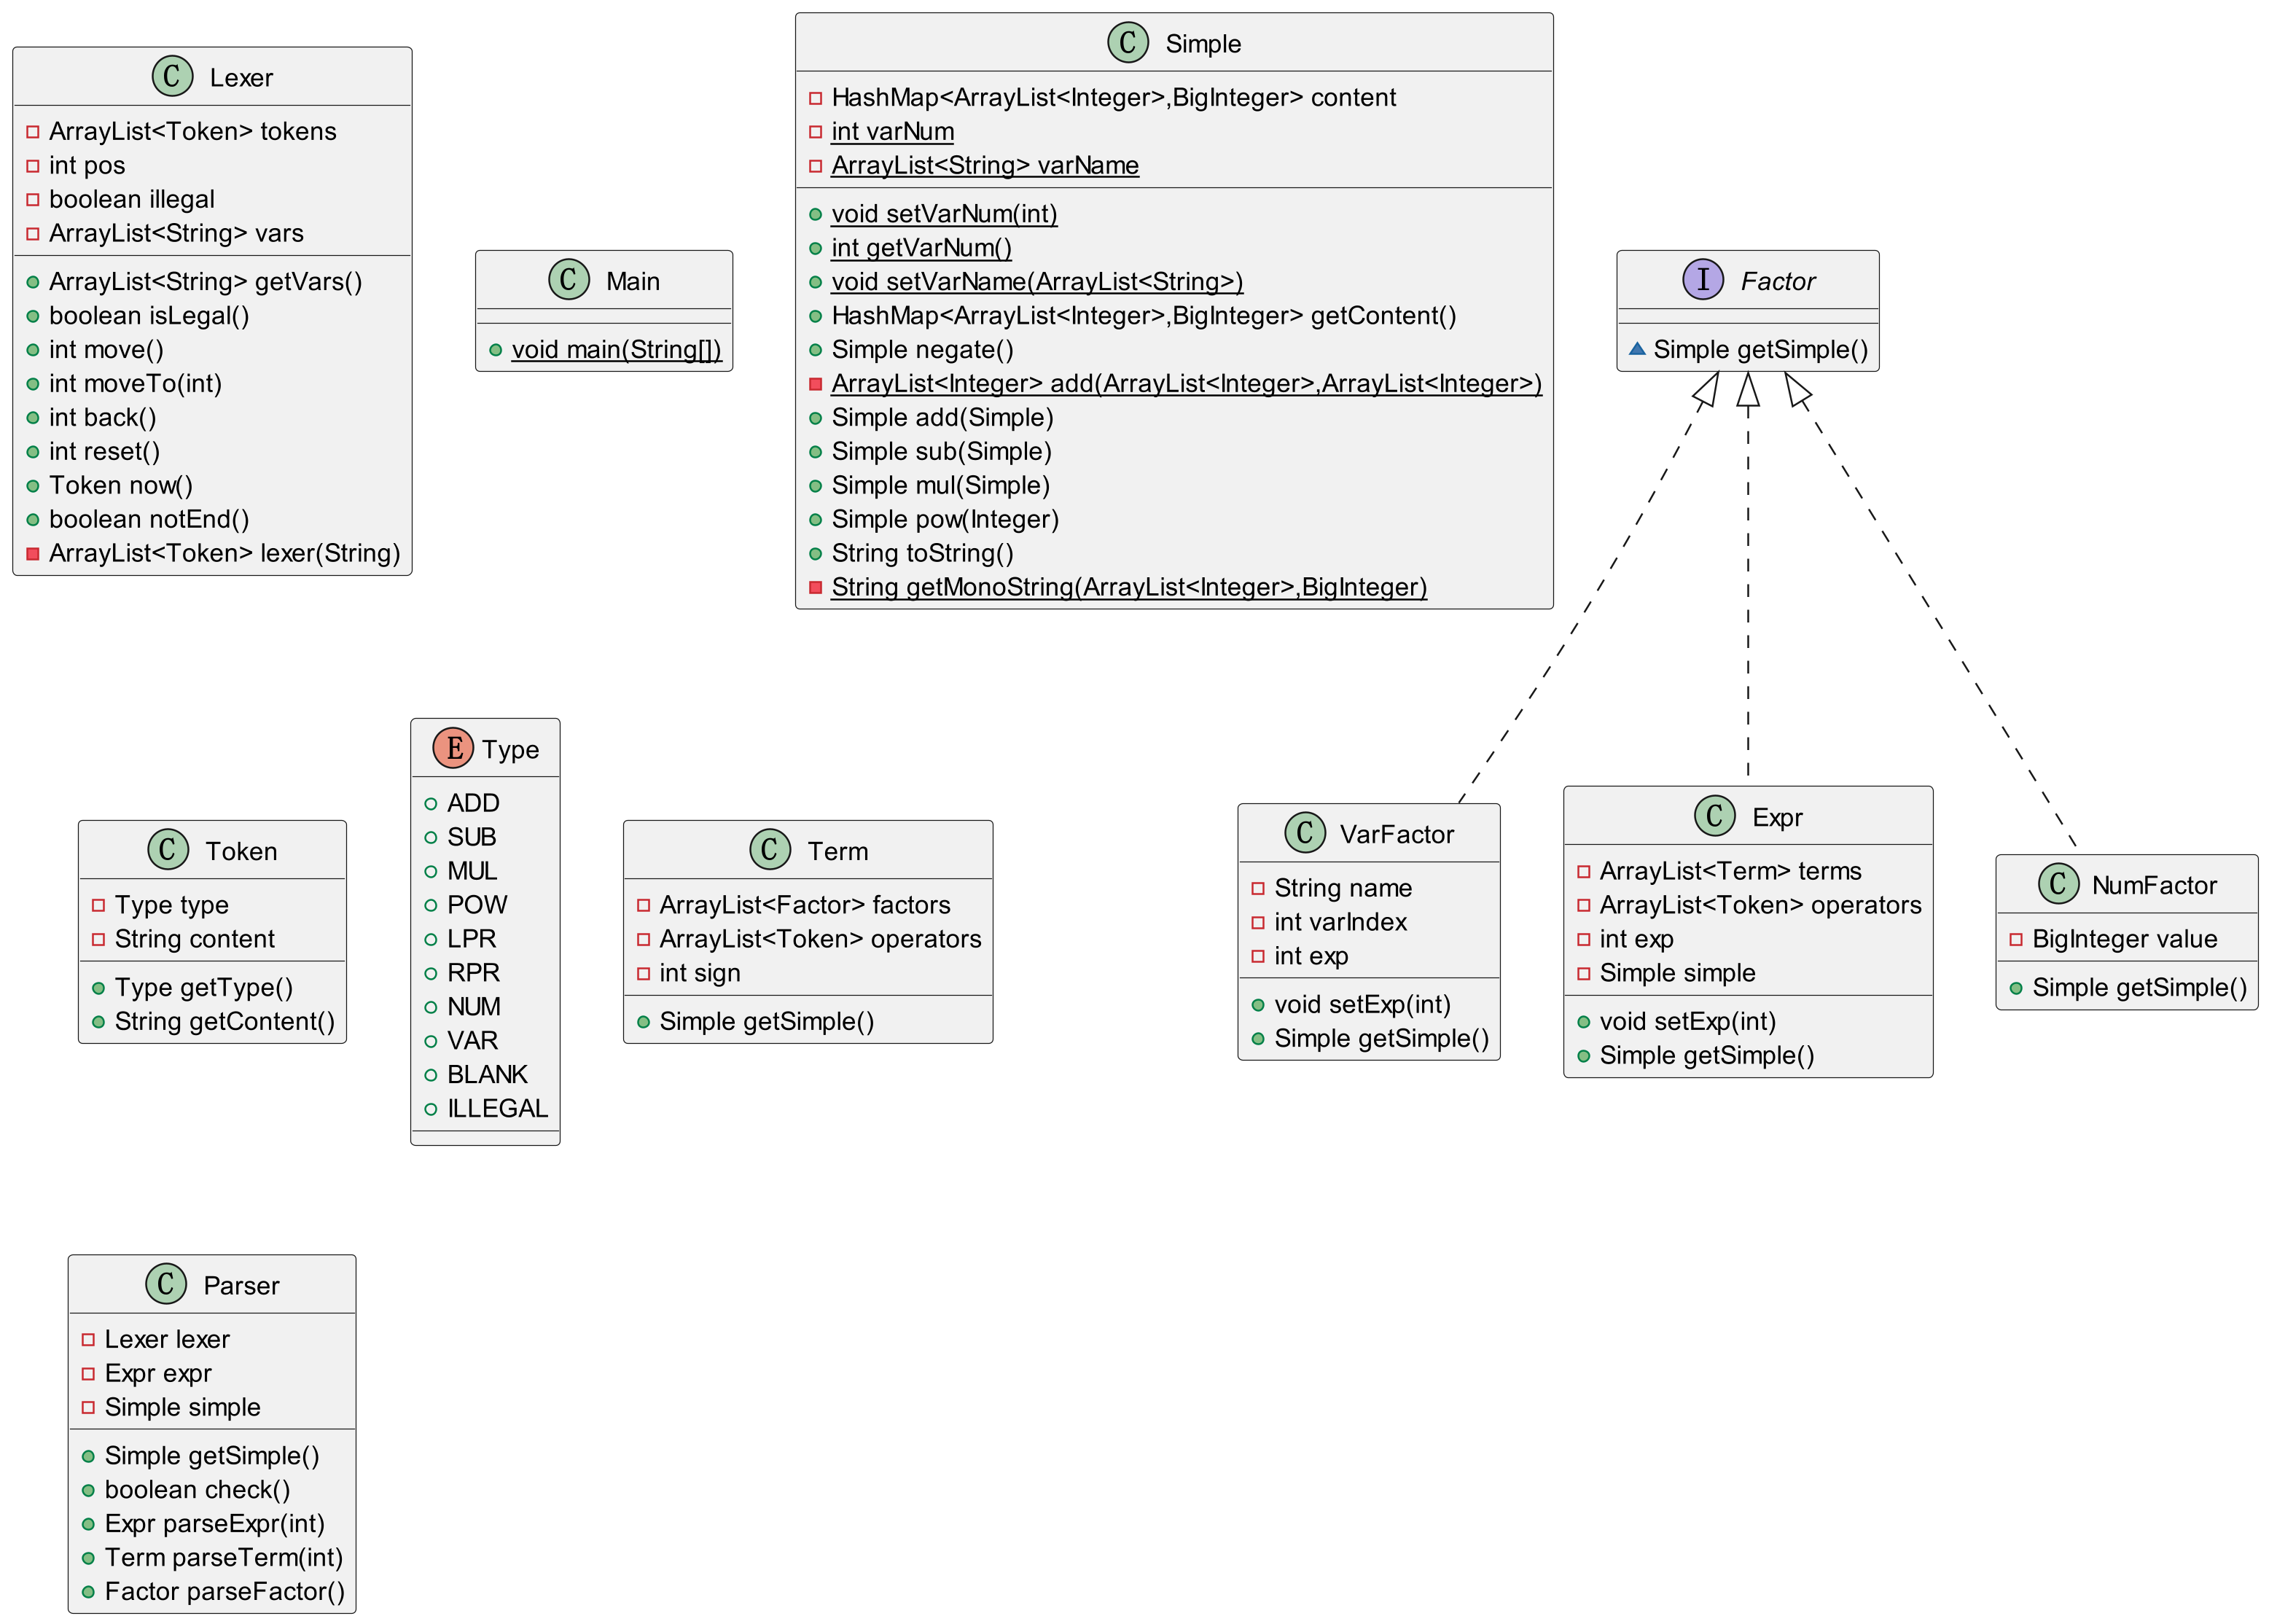 C Lexer
ArrayList<Token> tokens
int pos
boolean illegal
ArrayList<String> vars
ArrayList<String> getVars()
boolean isLegal()
int move()
int moveTo(int)
int back()
int reset()
Token now()
boolean notEnd()
ArrayList<Token> lexer(String)
C Main
void main(String[])
C Simple
HashMap<ArrayList<Integer>,BigInteger> content
int varNum
ArrayList<String> varName
void setVarNum(int)
int getVarNum()
void setVarName(ArrayList<String>)
HashMap<ArrayList<Integer>,BigInteger> getContent()
Simple negate()
ArrayList<Integer> add(ArrayList<Integer>,ArrayList<Integer>)
Simple add(Simple)
Simple sub(Simple)
Simple mul(Simple)
Simple pow(Integer)
String toString()
String getMonoString(ArrayList<Integer>,BigInteger)
I Factor
Simple getSimple()
C Token
Type type
String content
Type getType()
String getContent()
E Type
ADD
SUB
MUL
POW
LPR
RPR
NUM
VAR
BLANK
ILLEGAL
C Term
ArrayList<Factor> factors
ArrayList<Token> operators
int sign
Simple getSimple()
C VarFactor
String name
int varIndex
int exp
void setExp(int)
Simple getSimple()
C Expr
ArrayList<Term> terms
ArrayList<Token> operators
int exp
Simple simple
void setExp(int)
Simple getSimple()
C NumFactor
BigInteger value
Simple getSimple()
C Parser
Lexer lexer
Expr expr
Simple simple
Simple getSimple()
boolean check()
Expr parseExpr(int)
Term parseTerm(int)
Factor parseFactor()